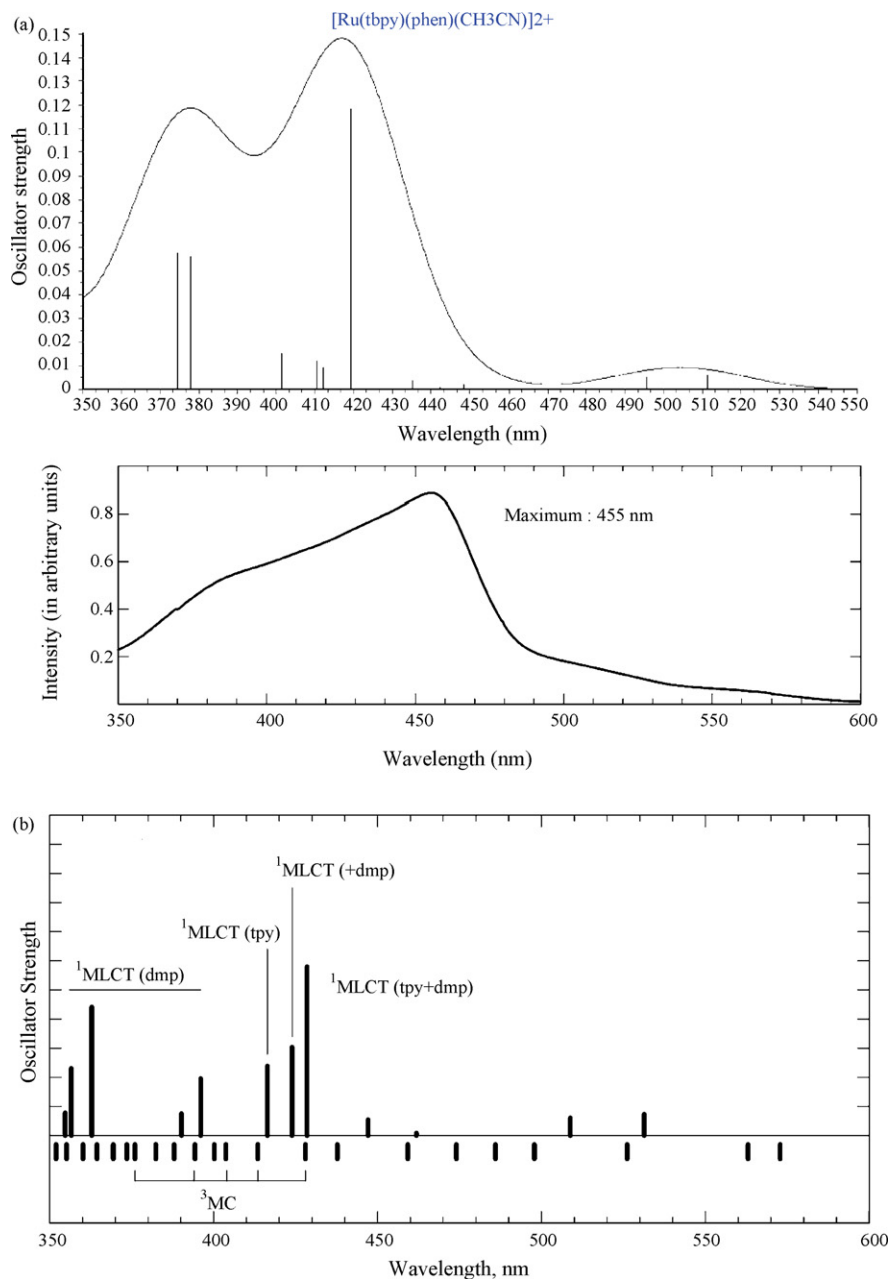 (a)
[Ru(tbpy)(phen)(CH3CN)]2+
0.15
0.14
0.13
0.12
0.11
0.1
0.09
0.08
0.07
0.06
0.05
0.04
0.03
0.02
0.01
0
Oscillator strength
350 360 370 380 390 400 410 420 430 440 450 460 470 480 490 500 510 520 530 540 550
Wavelength (nm)
Intensity (in arbitrary units)
0.8
0.6
0.4
0.2
Maximum : 455 nm
350 400 450 500 550 600
Wavelength (nm)
(b)
Oscillator Strength
1MLCT (+dmp)
1MLCT (tpy)
1MLCT (dmp)
1MLCT (tpy+dmp)
3MC
350 400 450 500 550 600
Wavelength, nm